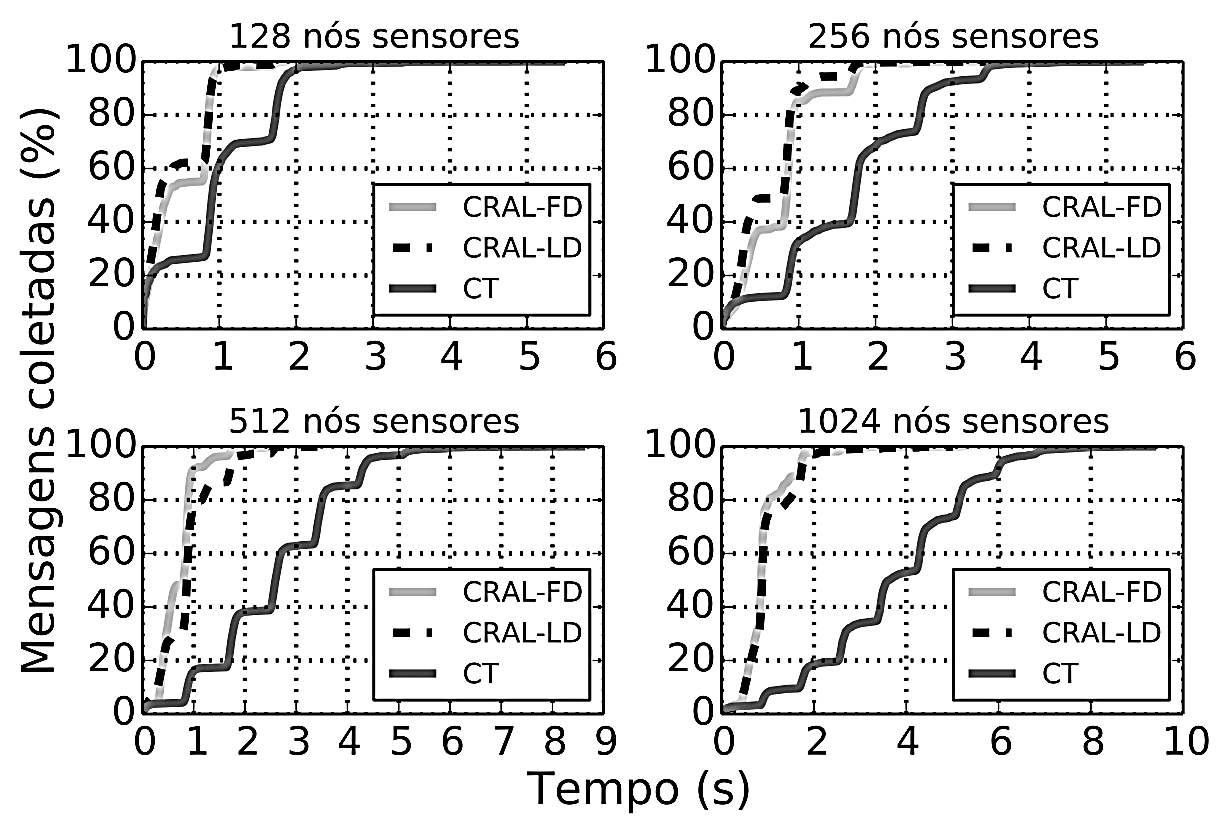 128 nós sensores
100
80
60
40
20
0
CRAL-FD
CRAL-LD
CT
0 1 2 3 4 5 6
256 nós sensores
100
80
60
40
20
0
CRAL-FD
CRAL-LD
CT
0 1 2 3 4 5 6
512 nós sensores
100
80
60
40
20
0
CRAL-FD
CRAL-LD
CT
0 1 2 3 4 5 6 7 8 9
1024 nós sensores
100
80
60
40
20
0
CRAL-FD
CRAL-LD
CT
0 2 4 6 8 10
Mensagens coletadas (%)
Tempo (s)